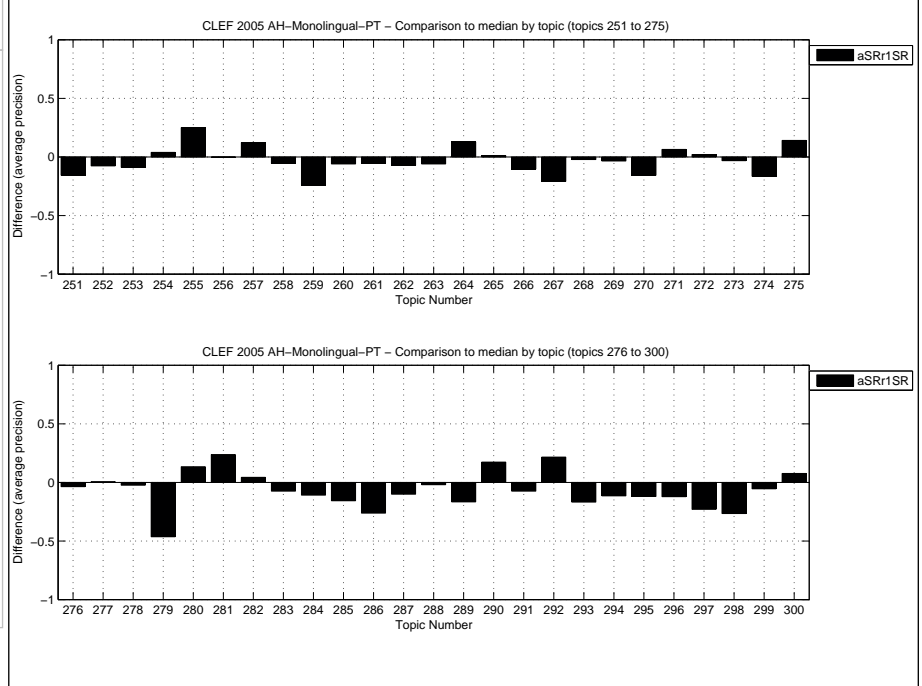 CLEF 2005 AH−Monolingual−PT − Comparison to median by topic (topics 251 to 275)
1
0.5
0
−0.5
−1
Difference (average precision)
251 252 253 254 255 256 257 258 259 260 261 262 263 264 265 266 267 268 269 270 271 272 273 274 275
Topic Number
aSRr1SR
CLEF 2005 AH−Monolingual−PT − Comparison to median by topic (topics 276 to 300)
1
0.5
0
−0.5
−1
Difference (average precision)
276 277 278 279 280 281 282 283 284 285 286 287 288 289 290 291 292 293 294 295 296 297 298 299 300
Topic Number
aSRr1SR